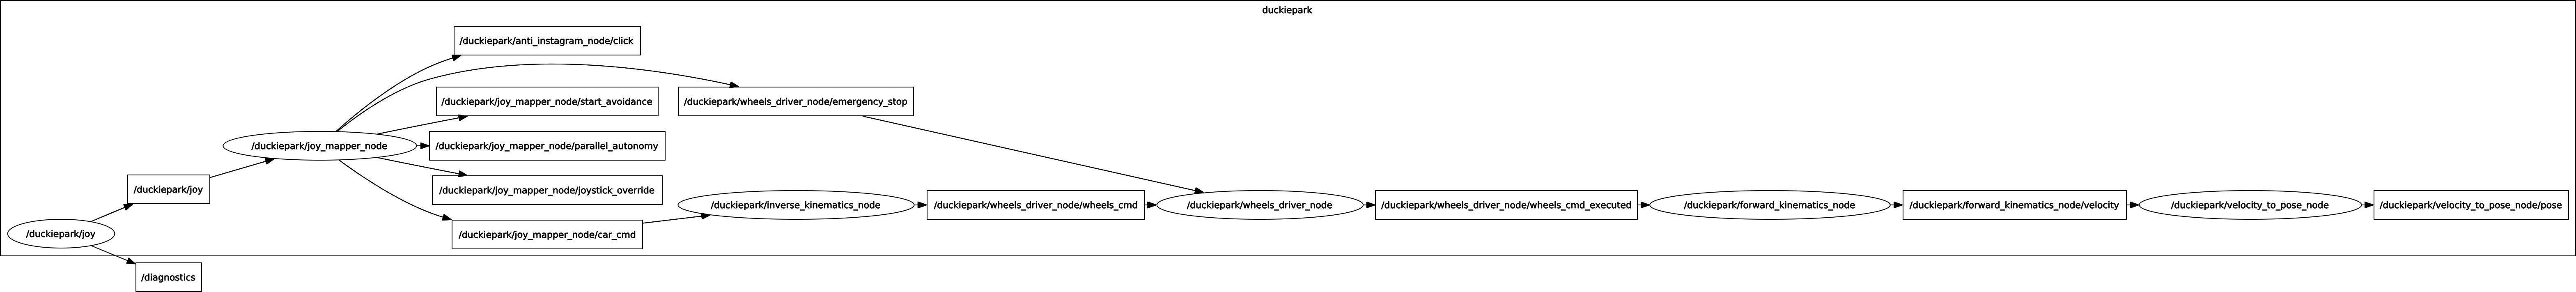 duckiepark
/duckiepark/anti_instagram_node/click
/duckiepark/joy_mapper_node/start_avoidance
/duckiepark/wheels_driver_node/emergency_stop
/duckiepark/joy_mapper_node
/duckiepark/joy_mapper_node/parallel_autonomy
/duckiepark/joy
/duckiepark/joy_mapper_node/joystick_override
/duckiepark/inverse_kinematics_node
/duckiepark/wheels_driver_node/wheels_cmd
/duckiepark/wheels_driver_node
/duckiepark/wheels_driver_node/wheels_cmd_executed
/duckiepark/forward_kinematics_node
/duckiepark/forward_kinematics_node/velocity
/duckiepark/velocity_to_pose_node
/duckiepark/velocity_to_pose_node/pose
/duckiepark/joy
/duckiepark/joy_mapper_node/car_cmd
/diagnostics